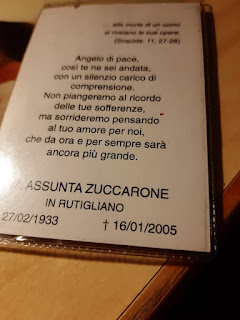 ... alla morte di un uomo
si rivelano le sue opere.
(Siracide: 11, 27-28)
Angelo di pace,
così te ne sei andata,
con un silenzio carico di
comprensione.
Non piangeremo al ricordo
delle tue sofferenze,
ma sorrideremo pensando
al tuo amore per noi,
che da ora e per sempre sarà
ancora più grande.
ASSUNTA ZUCCARONE
IN RUTIGLIANO
27/02/1933 † 16/01/2005